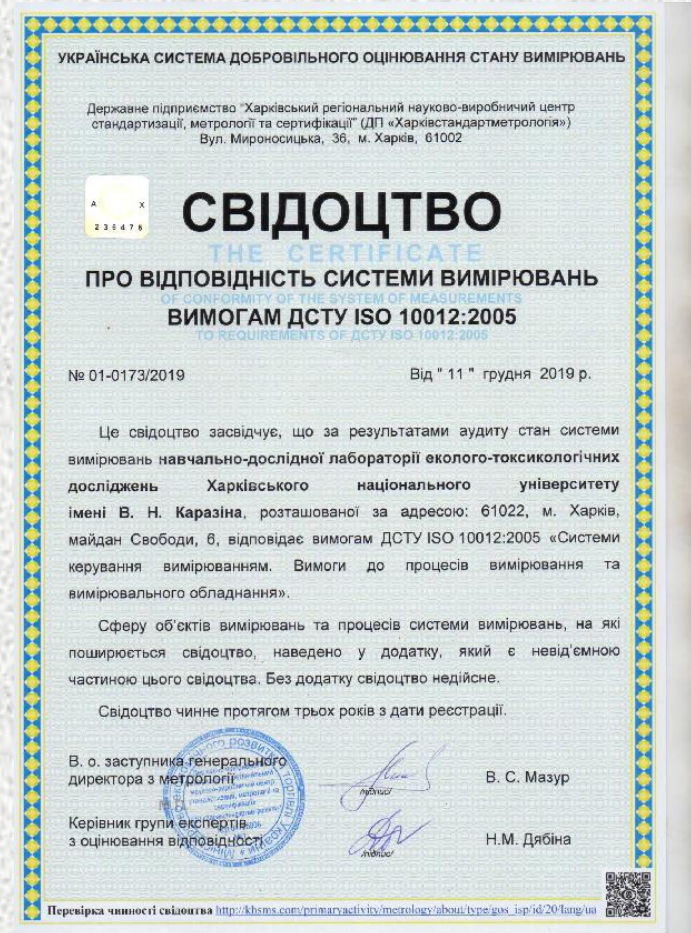 УКРАЇНСЬКА СИСТЕМА ДОБРОВІЛЬНОГО ОЦІНЮВАННЯ СТАНУ ВИМІРЮВАНЬ
Державне підприємство "Харківський регіональний науково-виробничий центр
стандартизації, метрології та сертифікації" (ДП «Харківстандартметрологія»)
Вул. Мироносицька, 36, м. Харків, 61002
А Х
236476
СВІДОЦТВО
THE CERTIFICATE
ПРО ВІДПОВІДНІСТЬ СИСТЕМИ ВИМІРЮВАНЬ
OF CONFORMITY OF THE SYSTEM OF MEASUREMENTS
ВИМОГАМ ДСТУ ISO 10012:2005
TO REQUIREMENTS OF ДСТУ ISO 10012:2005
№ 01-0173/2019 Від " 11 " грудня 2019 р.
Це свідоцтво засвідчує, що за результатами аудиту стан системи
вимірювань навчально-дослідної лабораторії еколого-токсикологічних
досліджень Харківського національного університету
імені В. Н. Каразіна, розташованої за адресою: 61022, м. Харків,
майдан Свободи, 6, відповідає вимогам ДСТУ ISO 10012:2005 «Системи
керування вимірюванням. Вимоги до процесів вимірювання та
вимірювального обладнання».
Сферу об'єктів вимірювань та процесів системи вимірювань, на які
поширюється свідоцтво, наведено у додатку, який є невід'ємною
частиною цього свідоцтва. Без додатку свідоцтво недійсне.
Свідоцтво чинне протягом трьох років з дати реєстрації.
В. о. заступника генерального
директора з метрології В. С. Мазур
підпис
М.П.
Керівник групи експертів
з оцінювання відповідності Н.М. Дябіна
підпис
Перевірка чинності свідоцтва http://khsms.com/primaryactivity/metrology/about/type/gos_isp/id/20/lang/ua